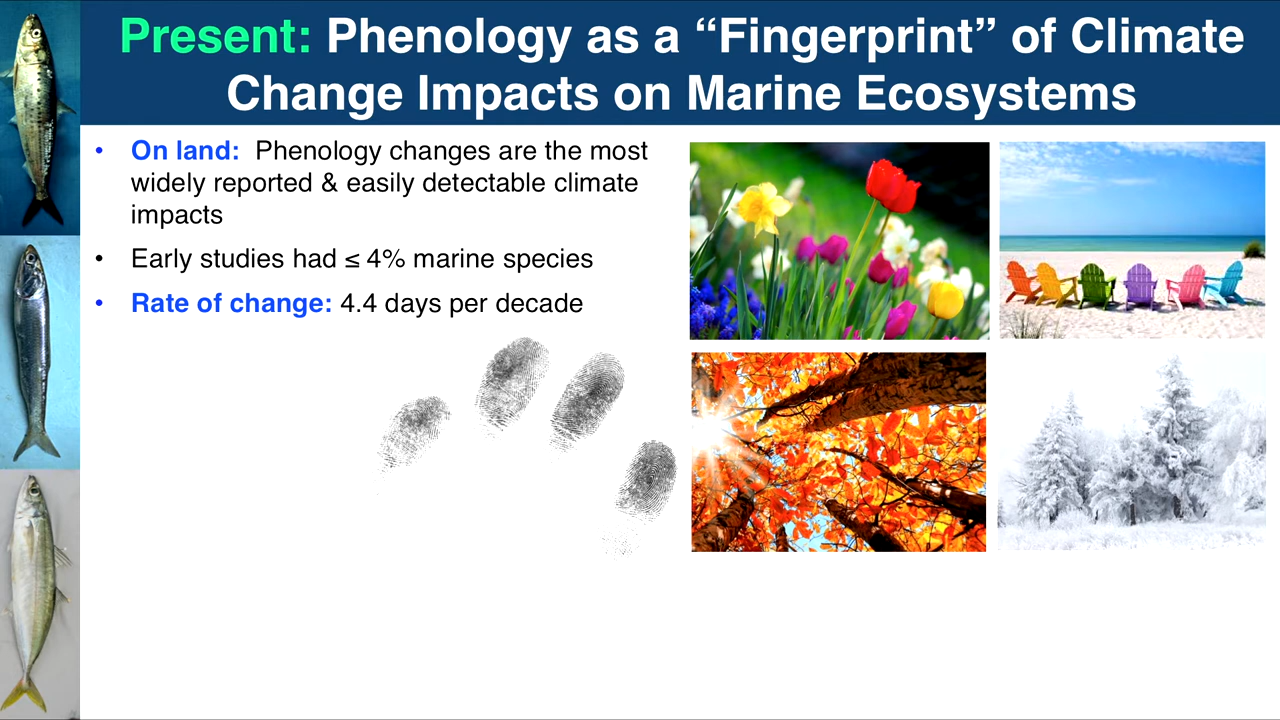 Present: Phenology as a “Fingerprint” of Climate
Change Impacts on Marine Ecosystems
• On land: Phenology changes are the most
widely reported & easily detectable climate
impacts
• Early studies had ≤ 4% marine species
• Rate of change: 4.4 days per decade